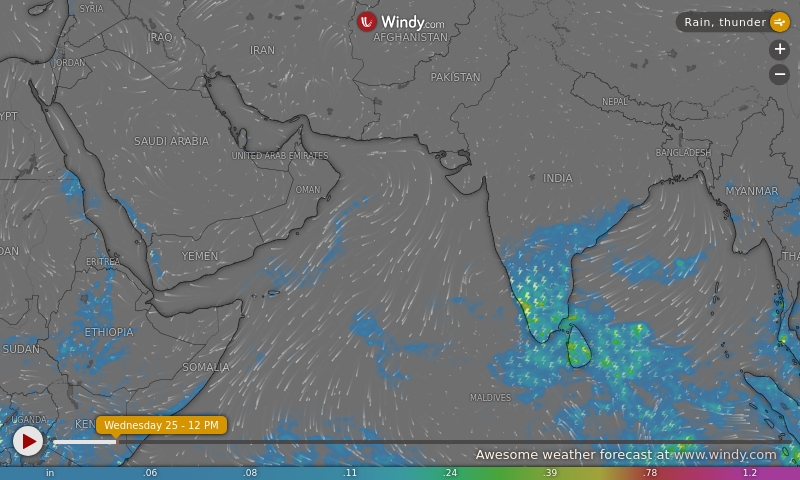 SYRIA
Windy.com
Rain, thunder
IRAQ
IRAN
AFGHANISTAN
JORDAN
PAKISTAN
NEPAL
YPT
SAUDI ARABIA
UNITED ARAB EMIRATES
BANGLADESH
INDIA
OMAN
MYANMAR
DAN
YEMEN
THA
ERITREA
ETHIOPIA
SUDAN
SOMALIA
MALDIVES
UGANDA
KEN
Wednesday 25 - 12 PM
Awesome weather forecast at www.windy.com
in .06 .08 .11 .24 .39 .78 1.2